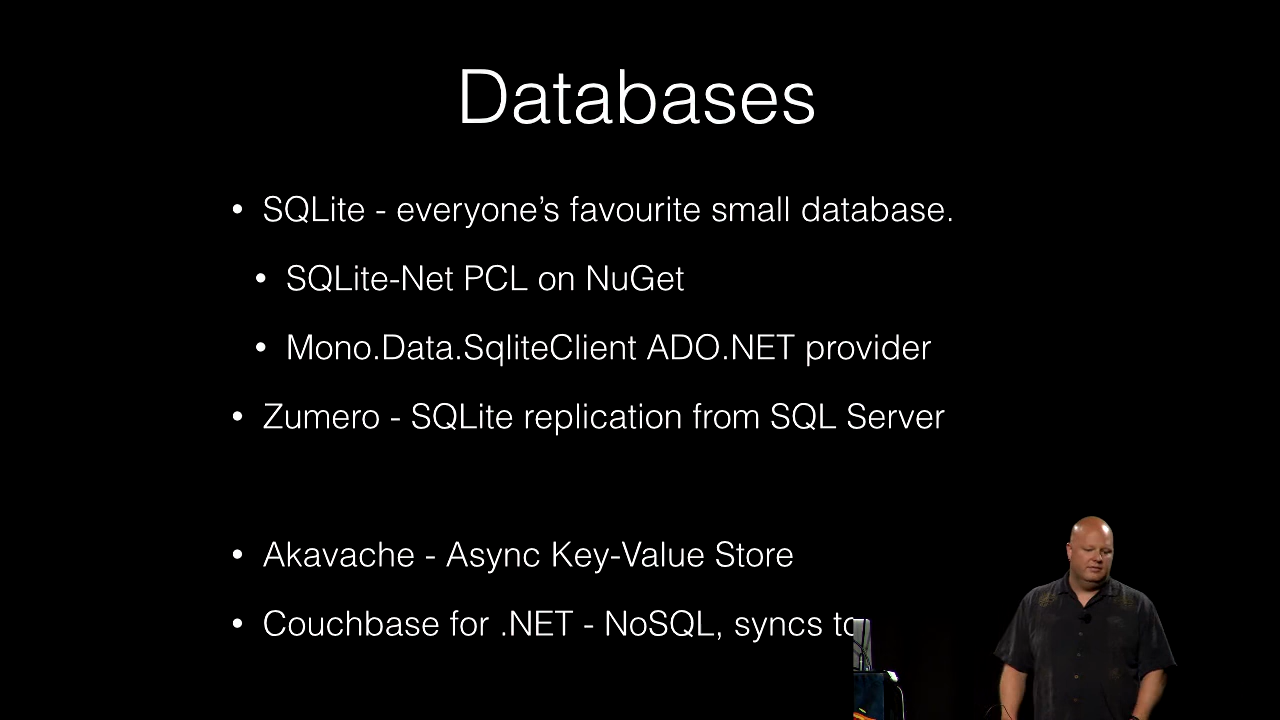 Databases
• SQLite - everyone’s favourite small database.
• SQLite-Net PCL on NuGet
• Mono.Data.SqliteClient ADO.NET provider
• Zumero - SQLite replication from SQL Server
• Akavache - Async Key-Value Store
• Couchbase for .NET - NoSQL, syncs to